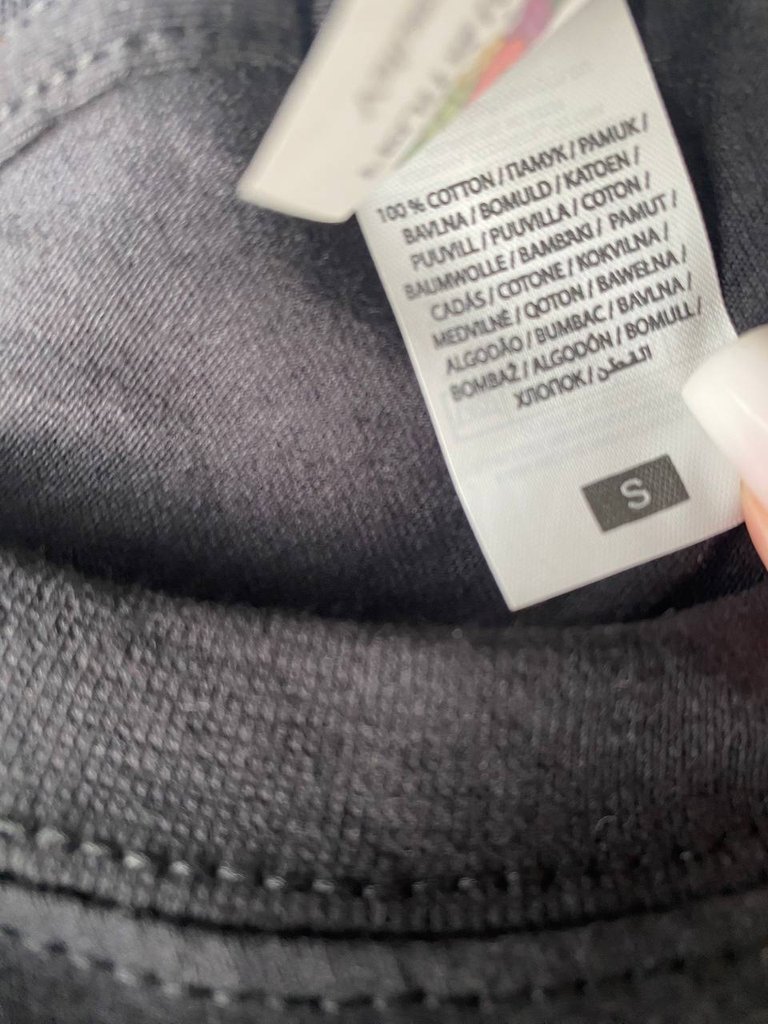 100 % COTTON / ПАМУК / PAMUK /
BAVLNA / BOMULD / KATOEN /
PUUVILL / PUUVILLA / COTON /
BAUMWOLLE / BAMBAKI / PAMUT /
CADÁS / COTONE / KOKVILNA /
MEDVILNĖ / QOTON / BAWEŁNA /
ALGODÃO / BUMBAC / BAVLNA /
BOMBAŽ / ALGODÓN / BOMULL /
ХЛОПОК / القطن
S